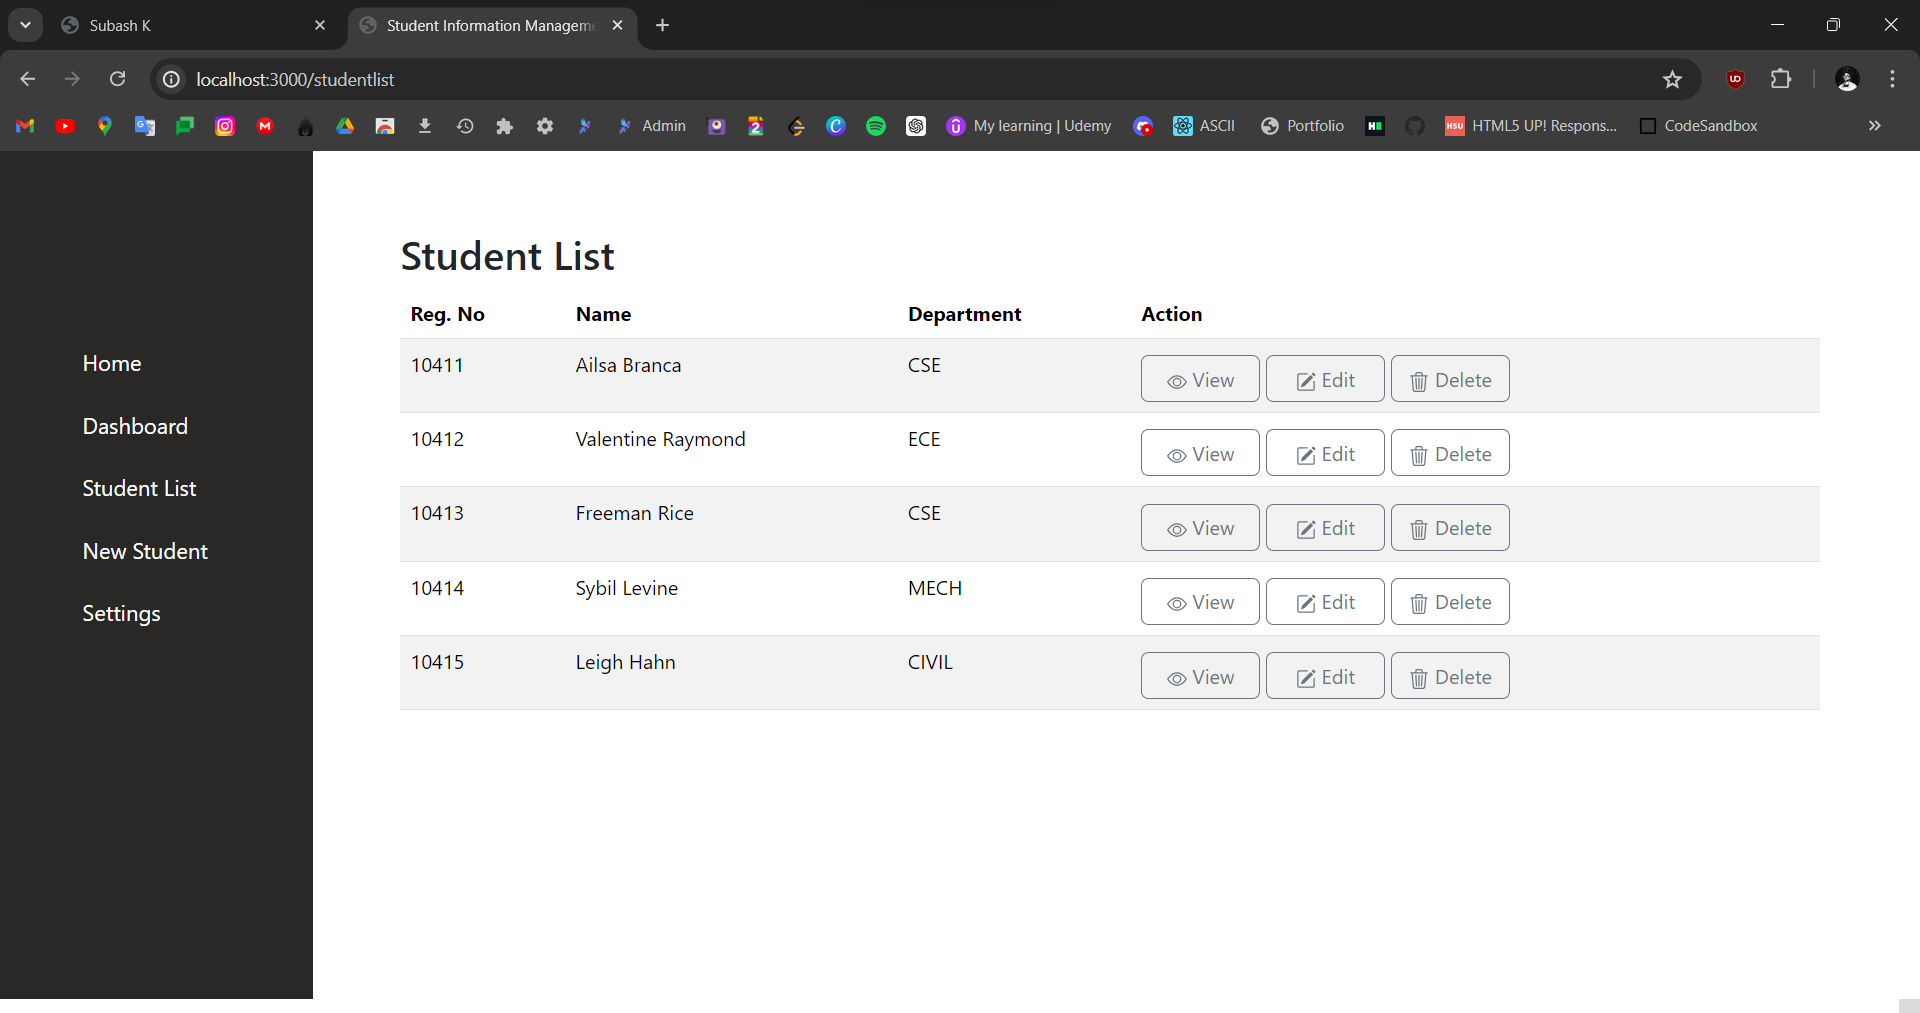 Subash K
Student Information Managem
localhost:3000/studentlist
Admin
My learning | Udemy
ASCII
Portfolio
HSU HTML5 UP! Respons...
CodeSandbox
Home
Dashboard
Student List
New Student
Settings
Student List
Reg. No Name Department Action
10411 Ailsa Branca CSE View Edit Delete
10412 Valentine Raymond ECE View Edit Delete
10413 Freeman Rice CSE View Edit Delete
10414 Sybil Levine MECH View Edit Delete
10415 Leigh Hahn CIVIL View Edit Delete